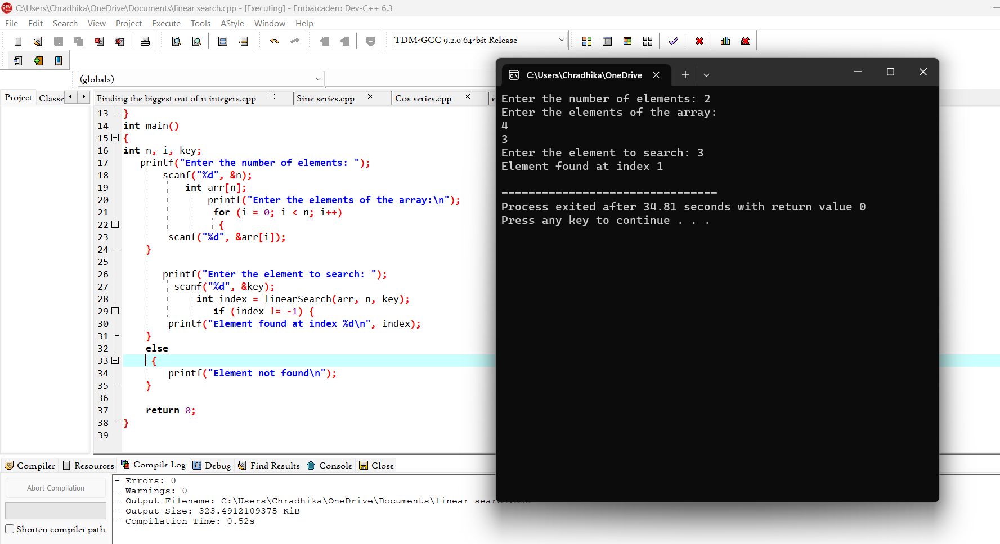 C:\Users\Chradhika\OneDrive\Documents\linear search.cpp - [Executing] - Embarcadero Dev-C++ 6.3
File Edit Search View Project Execute Tools AStyle Window Help
TDM-GCC 9.2.0 64-bit Release
(globals)
Project Classe
Finding the biggest out of n integers.cpp Sine series.cpp Cos series.cpp e
13 }
14 int main()
15 {
16 int n, i, key;
17 printf("Enter the number of elements: ");
18 scanf("%d", &n);
19 int arr[n];
20 printf("Enter the elements of the array:\n");
21 for (i = 0; i < n; i++)
22 {
23 scanf("%d", &arr[i]);
24 }
25
26 printf("Enter the element to search: ");
27 scanf("%d", &key);
28 int index = linearSearch(arr, n, key);
29 if (index != -1) {
30 printf("Element found at index %d\n", index);
31 }
32 else
33 {
34 printf("Element not found\n");
35 }
36
37 return 0;
38 }
39
C:\Users\Chradhika\OneDrive
Enter the number of elements: 2
Enter the elements of the array:
4
3
Enter the element to search: 3
Element found at index 1
--------------------------------
Process exited after 34.81 seconds with return value 0
Press any key to continue . . .
Compiler Resources Compile Log Debug Find Results Console Close
Abort Compilation
Shorten compiler path
- Errors: 0
- Warnings: 0
- Output Filename: C:\Users\Chradhika\OneDrive\Documents\linear search.exe
- Output Size: 323.4912109375 KiB
- Compilation Time: 0.52s